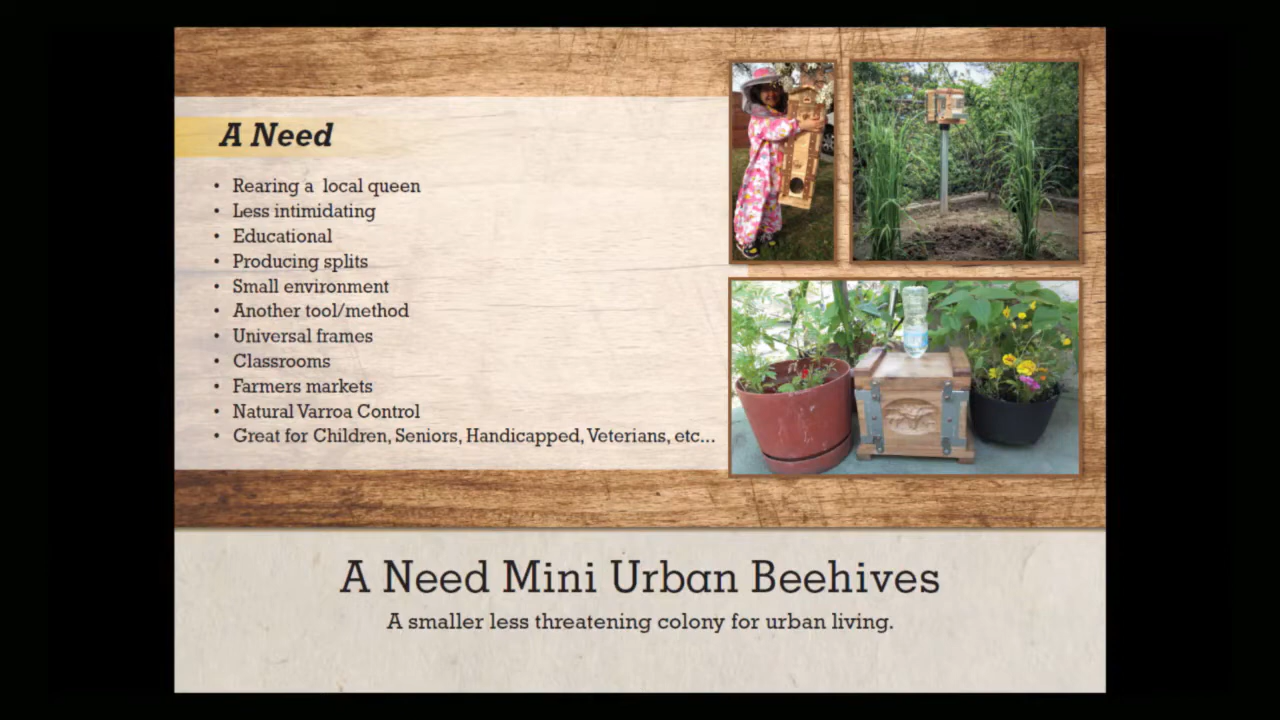 A Need
• Rearing a local queen
• Less intimidating
• Educational
• Producing splits
• Small environment
• Another tool/method
• Universal frames
• Classrooms
• Farmers markets
• Natural Varroa Control
• Great for Children, Seniors, Handicapped, Veterians, etc...
A Need Mini Urban Beehives
A smaller less threatening colony for urban living.